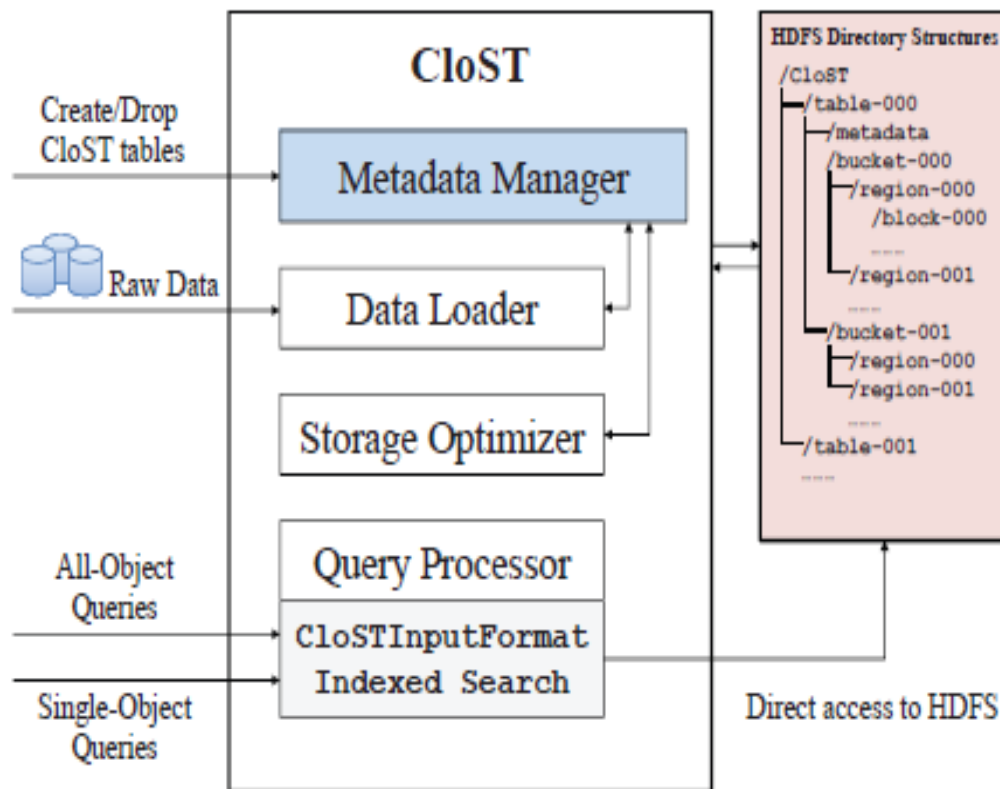 CloST
Create/Drop
CloST tables
Metadata Manager
Raw Data
Data Loader
Storage Optimizer
All-Object
Queries
Query Processor
CloSTInputFormat
Indexed Search
Single-Object
Queries
HDFS Directory Structures
/CloST
/table-000
/metadata
/bucket-000
/region-000
/block-000
……
/region-001
……
/bucket-001
/region-000
/region-001
……
/table-001
……
Direct access to HDFS